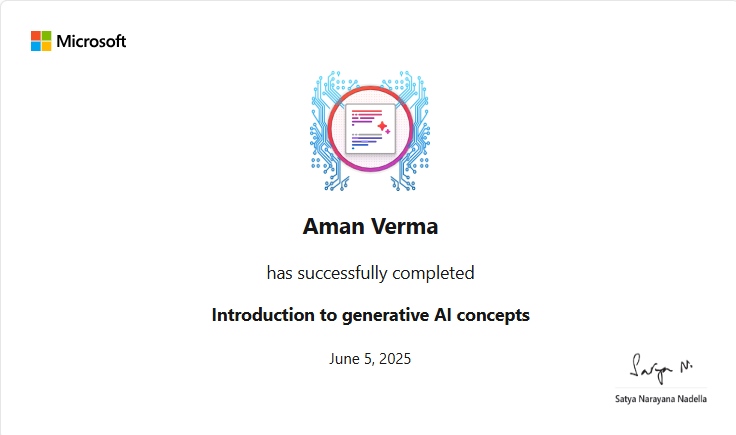 Microsoft
Aman Verma
has successfully completed
Introduction to generative AI concepts
June 5, 2025
Satya N.
Satya Narayana Nadella